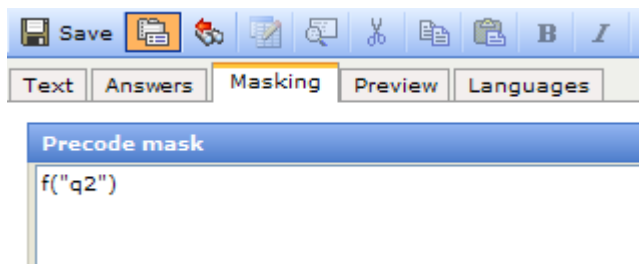 Save B I
Text Answers Masking Preview Languages
Precode mask
f("q2")